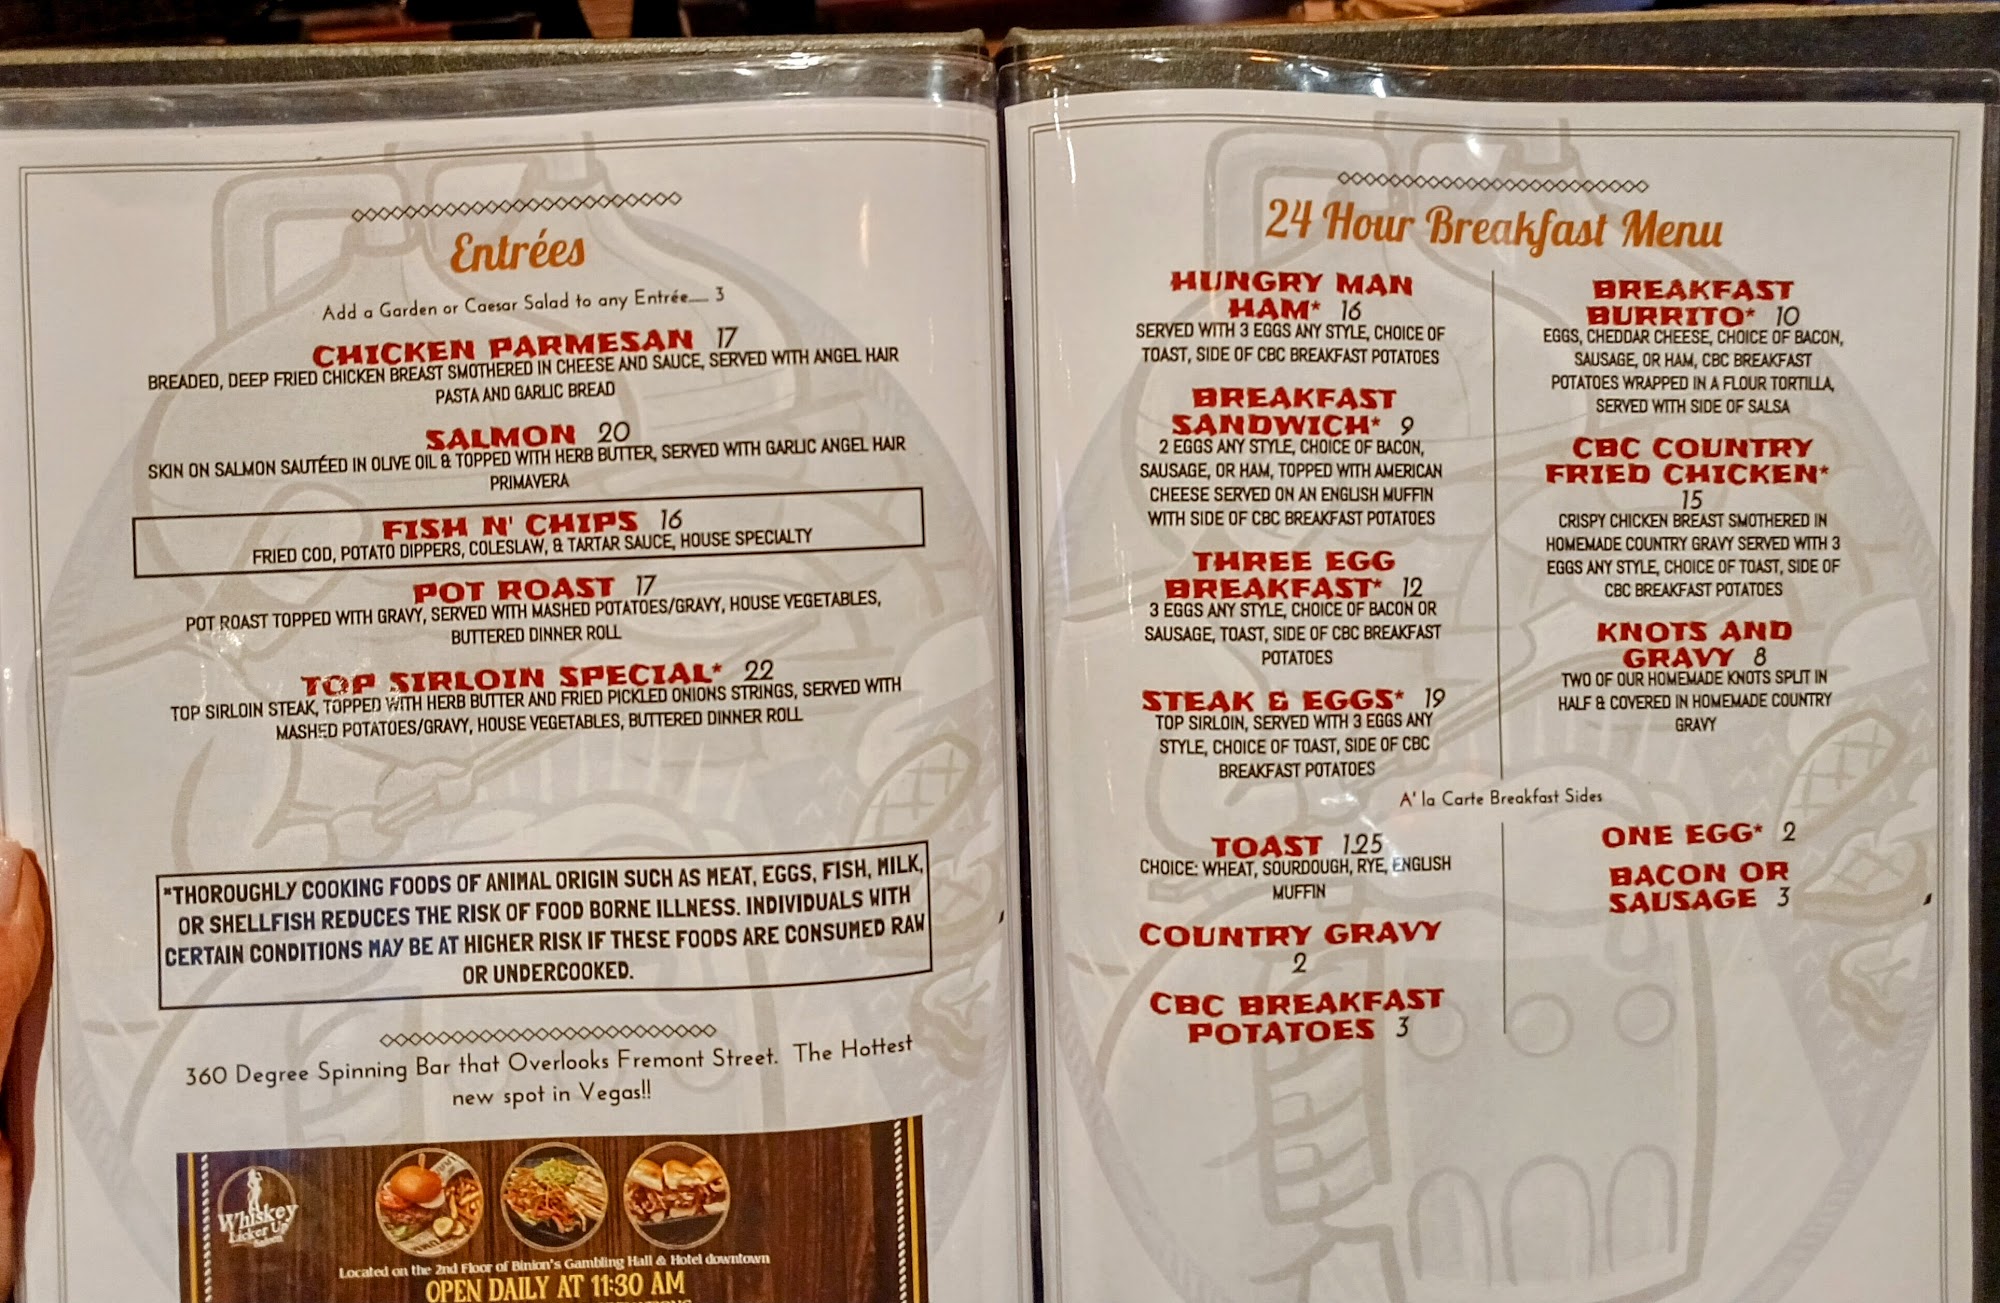 Entrées
Add a Garden or Caesar Salad to any Entrée...... 3
CHICKEN PARMESAN 17
BREADED, DEEP FRIED CHICKEN BREAST SMOTHERED IN CHEESE AND SAUCE, SERVED WITH ANGEL HAIR
PASTA AND GARLIC BREAD
SALMON 20
SKIN ON SALMON SAUTÉED IN OLIVE OIL & TOPPED WITH HERB BUTTER, SERVED WITH GARLIC ANGEL HAIR
PRIMAVERA
FISH N' CHIPS 16
FRIED COD, POTATO DIPPERS, COLESLAW, & TARTAR SAUCE, HOUSE SPECIALTY
POT ROAST 17
POT ROAST TOPPED WITH GRAVY, SERVED WITH MASHED POTATOES/GRAVY, HOUSE VEGETABLES,
BUTTERED DINNER ROLL
TOP SIRLOIN SPECIAL* 22
TOP SIRLOIN STEAK, TOPPED WITH HERB BUTTER AND FRIED PICKLED ONIONS STRINGS, SERVED WITH
MASHED POTATOES/GRAVY, HOUSE VEGETABLES, BUTTERED DINNER ROLL
*THOROUGHLY COOKING FOODS OF ANIMAL ORIGIN SUCH AS MEAT, EGGS, FISH, MILK,
OR SHELLFISH REDUCES THE RISK OF FOOD BORNE ILLNESS. INDIVIDUALS WITH
CERTAIN CONDITIONS MAY BE AT HIGHER RISK IF THESE FOODS ARE CONSUMED RAW
OR UNDERCOOKED.
360 Degree Spinning Bar that Overlooks Fremont Street. The Hottest
new spot in Vegas!!
Whiskey
Licker Up
Saloon
Located on the 2nd Floor of Binion's Gambling Hall & Hotel downtown
OPEN DAILY AT 11:30 AM
24 Hour Breakfast Menu
HUNGRY MAN
HAM* 16
SERVED WITH 3 EGGS ANY STYLE, CHOICE OF
TOAST, SIDE OF CBC BREAKFAST POTATOES
BREAKFAST
SANDWICH* 9
2 EGGS ANY STYLE, CHOICE OF BACON,
SAUSAGE, OR HAM, TOPPED WITH AMERICAN
CHEESE SERVED ON AN ENGLISH MUFFIN
WITH SIDE OF CBC BREAKFAST POTATOES
THREE EGG
BREAKFAST* 12
3 EGGS ANY STYLE, CHOICE OF BACON OR
SAUSAGE, TOAST, SIDE OF CBC BREAKFAST
POTATOES
STEAK & EGGS* 19
TOP SIRLOIN, SERVED WITH 3 EGGS ANY
STYLE, CHOICE OF TOAST, SIDE OF CBC
BREAKFAST POTATOES
BREAKFAST
BURRITO* 10
EGGS, CHEDDAR CHEESE, CHOICE OF BACON,
SAUSAGE, OR HAM, CBC BREAKFAST
POTATOES WRAPPED IN A FLOUR TORTILLA,
SERVED WITH SIDE OF SALSA
CBC COUNTRY
FRIED CHICKEN*
15
CRISPY CHICKEN BREAST SMOTHERED IN
HOMEMADE COUNTRY GRAVY SERVED WITH 3
EGGS ANY STYLE, CHOICE OF TOAST, SIDE OF
CBC BREAKFAST POTATOES
KNOTS AND
GRAVY 8
TWO OF OUR HOMEMADE KNOTS SPLIT IN
HALF & COVERED IN HOMEMADE COUNTRY
GRAVY
A' la Carte Breakfast Sides
TOAST 1.25
CHOICE: WHEAT, SOURDOUGH, RYE, ENGLISH
MUFFIN
COUNTRY GRAVY
2
CBC BREAKFAST
POTATOES 3
ONE EGG* 2
BACON OR
SAUSAGE 3